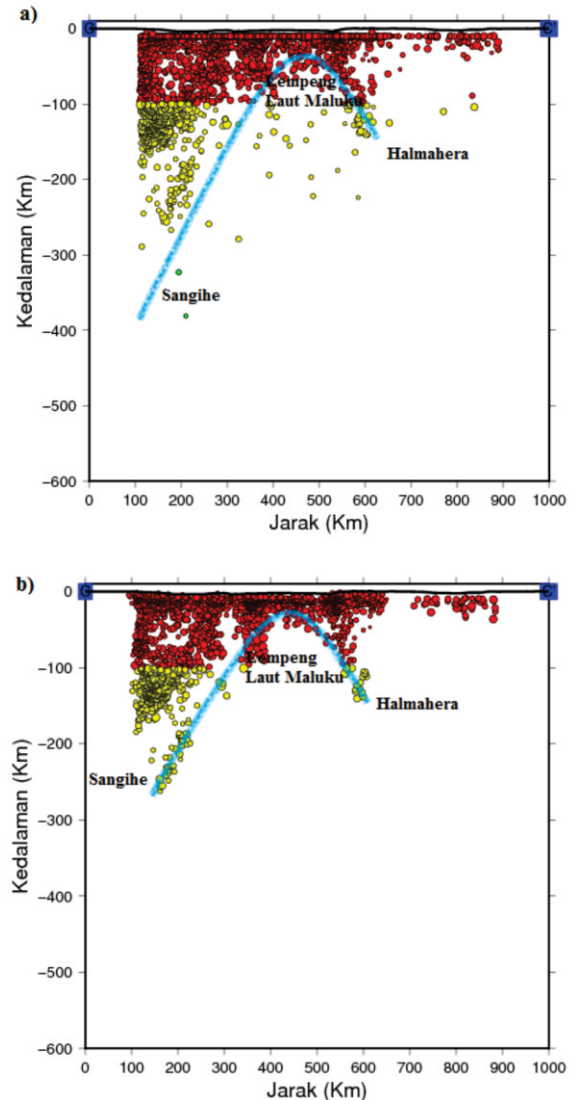 a)
G
G'
0
-100
-200
-300
-400
-500
-600
Kedalaman (Km)
Lempeng
Laut Maluku
Halmahera
Sangihe
0 100 200 300 400 500 600 700 800 900 1000
Jarak (Km)
b)
G
G'
0
-100
-200
-300
-400
-500
-600
Kedalaman (Km)
Lempeng
Laut Maluku
Halmahera
Sangihe
0 100 200 300 400 500 600 700 800 900 1000
Jarak (Km)